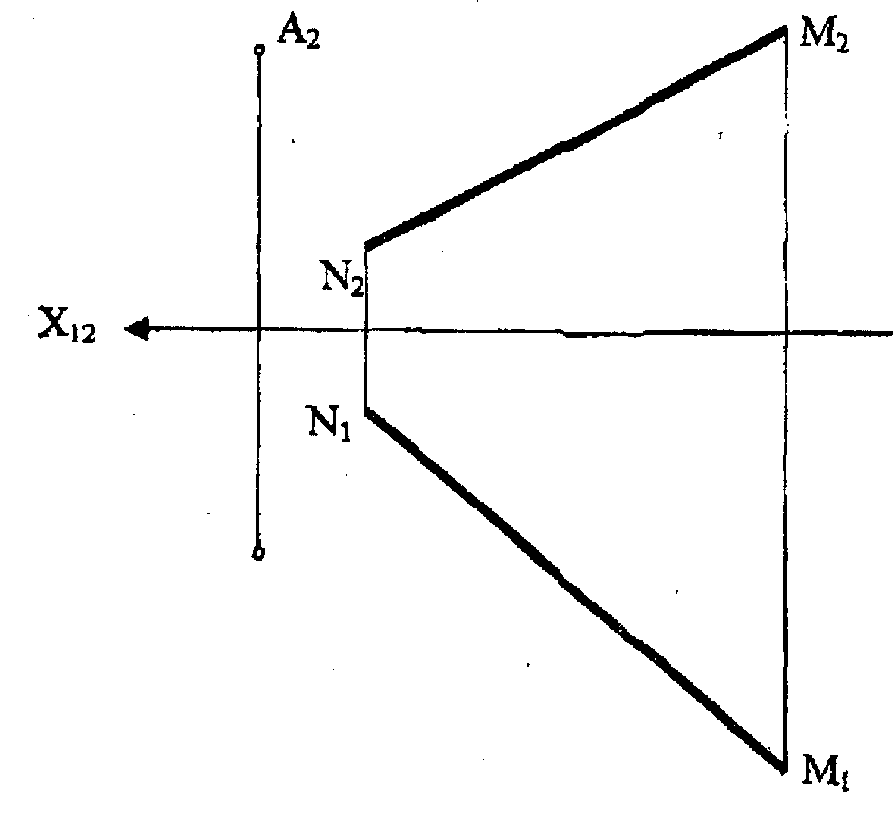 A₂
M₂
N₂
X₁₂
N₁
M₁